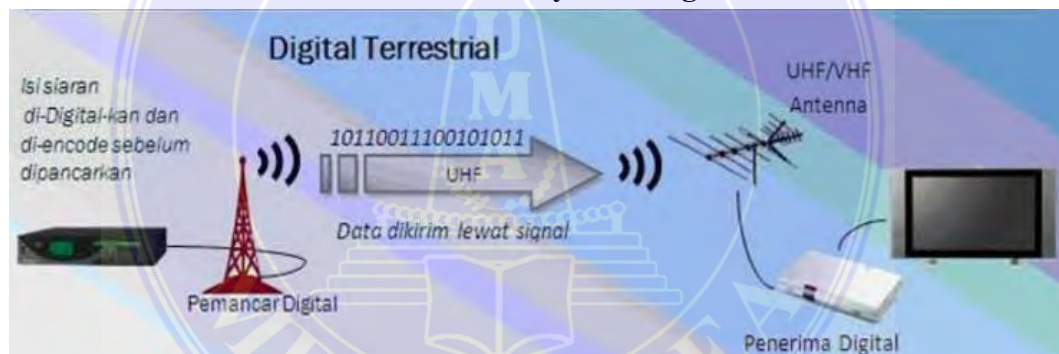 Digital Terrestrial
Isi siaran
di-Digital-kan dan
di-encode sebelum
dipancarkan
10110011100101011
UHF
Data dikirim lewat signal
Pemancar Digital
UHF/VHF
Antenna
Penerima Digital
UMA